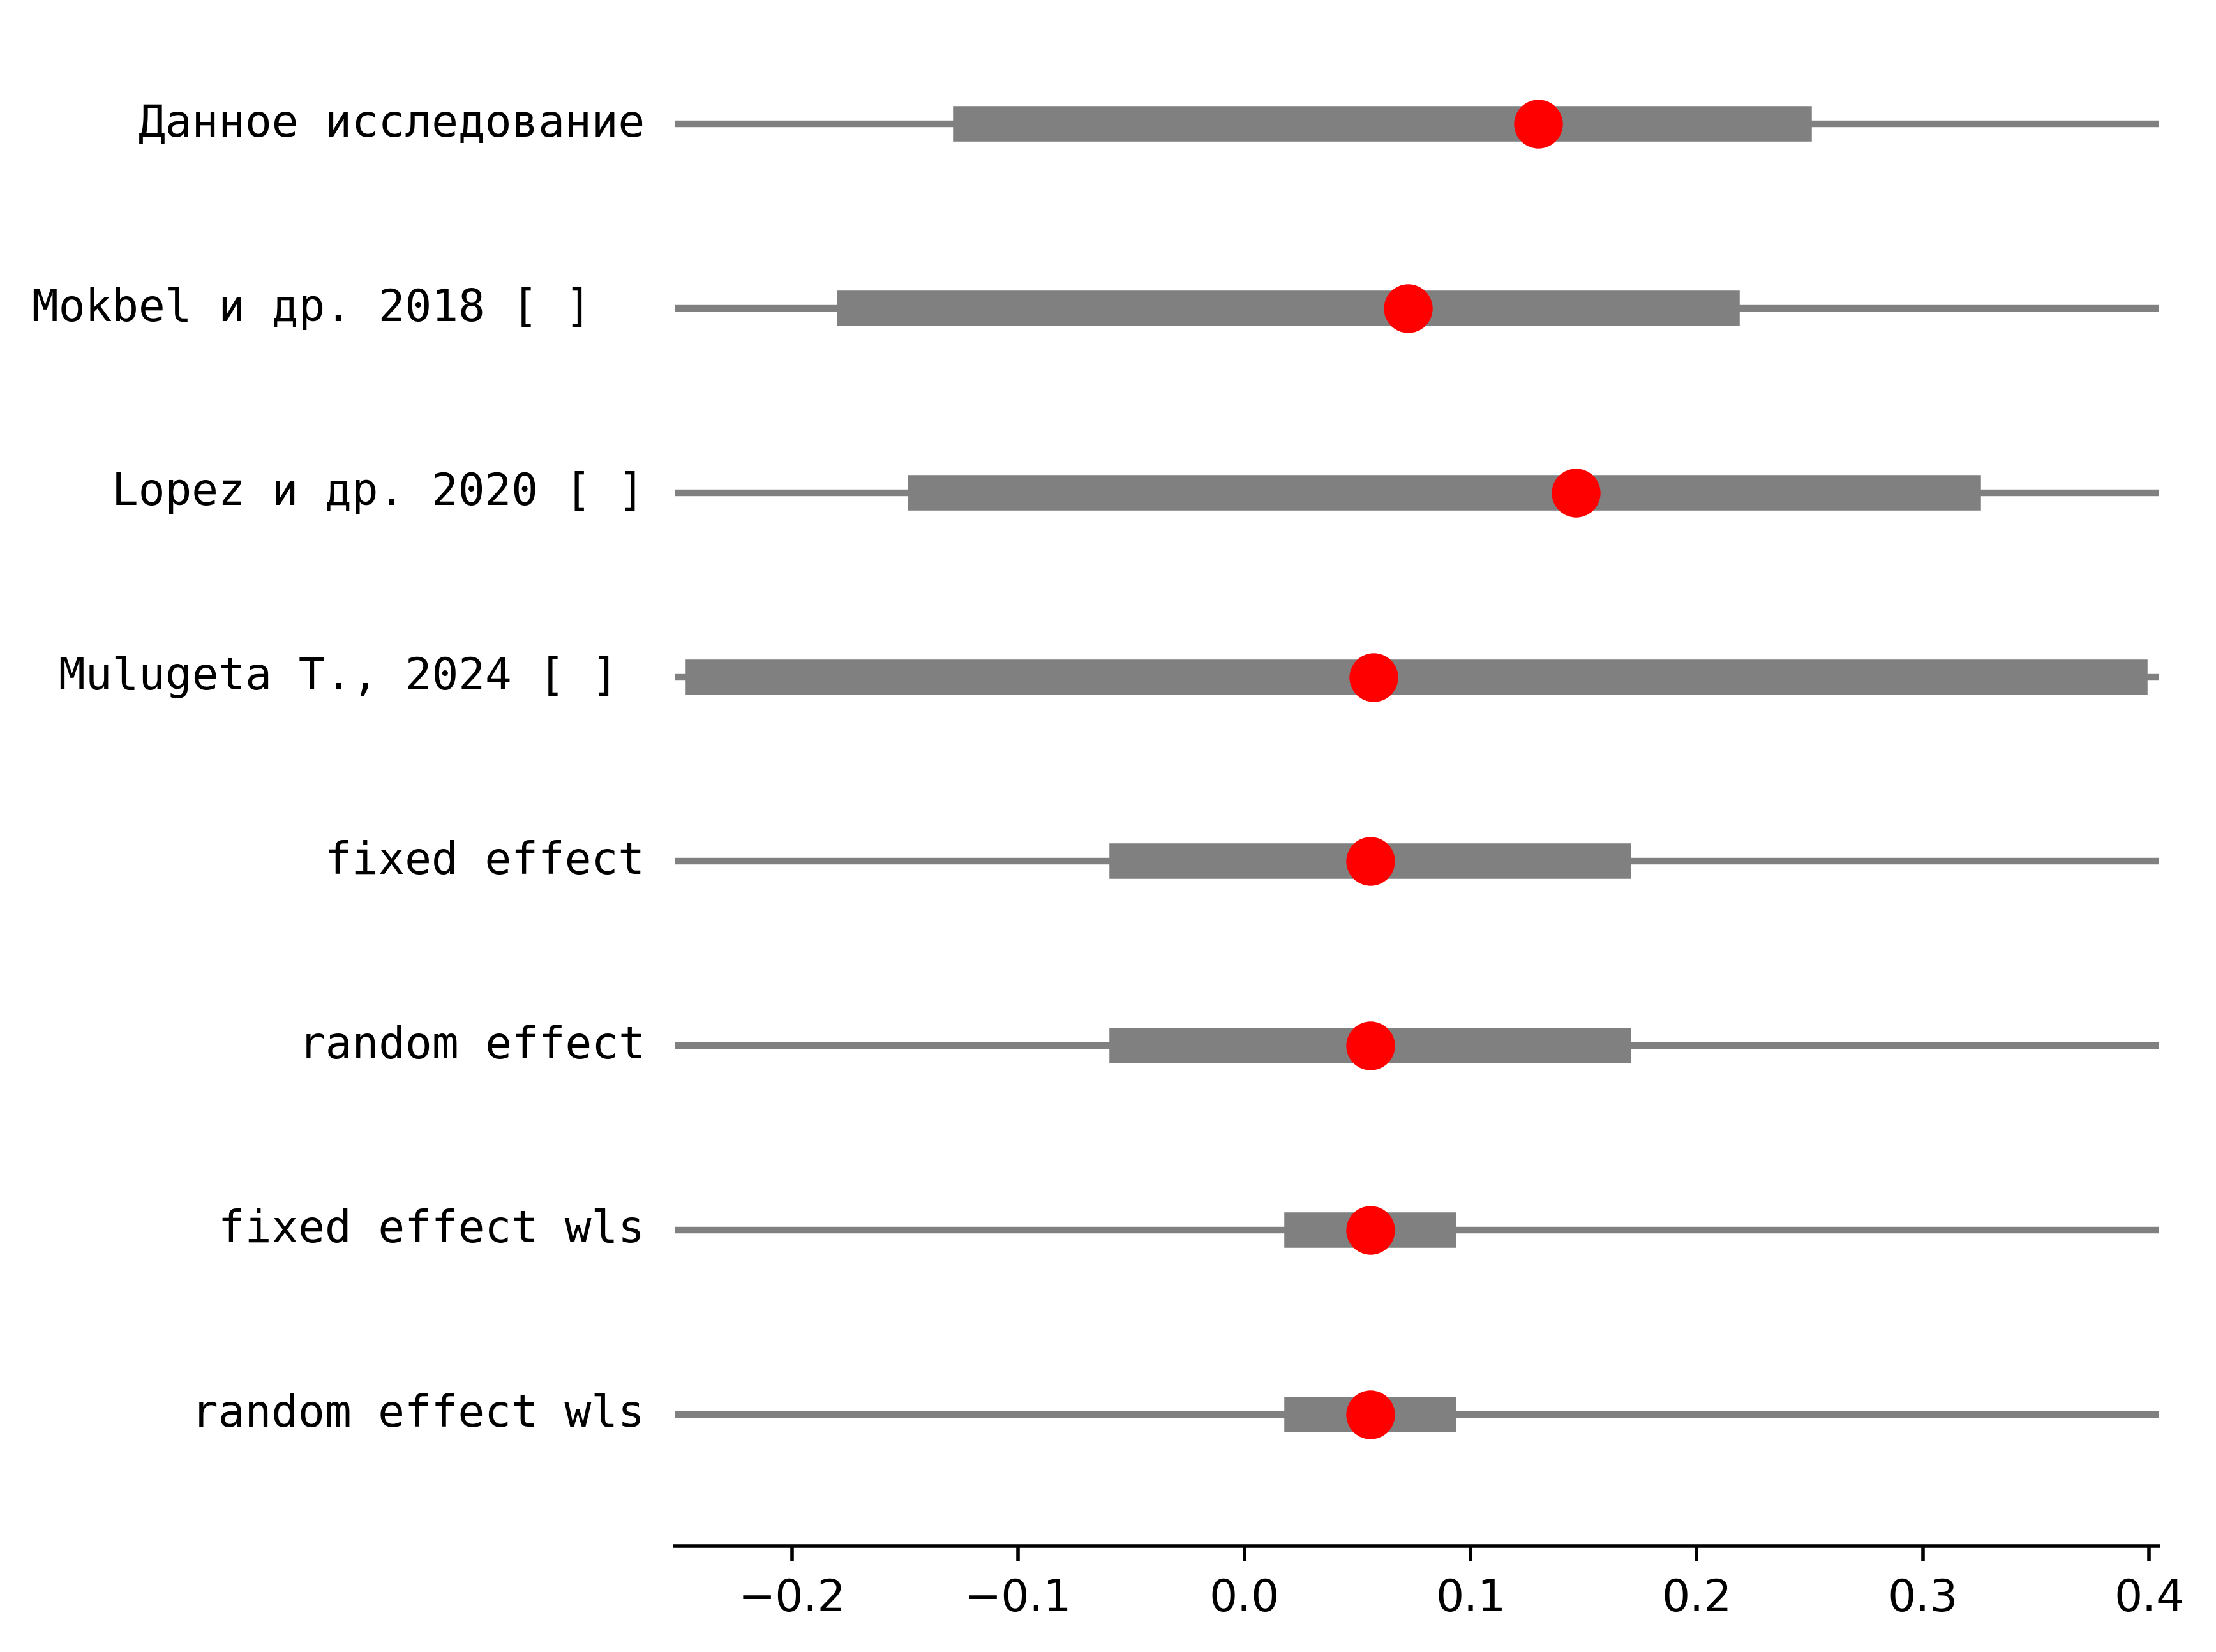 Данное исследование
Mokbel и др. 2018 [ ]
Lopez и др. 2020 [ ]
Mulugeta T., 2024 [ ]
fixed effect
random effect
fixed effect wls
random effect wls
−0.2 −0.1 0.0 0.1 0.2 0.3 0.4